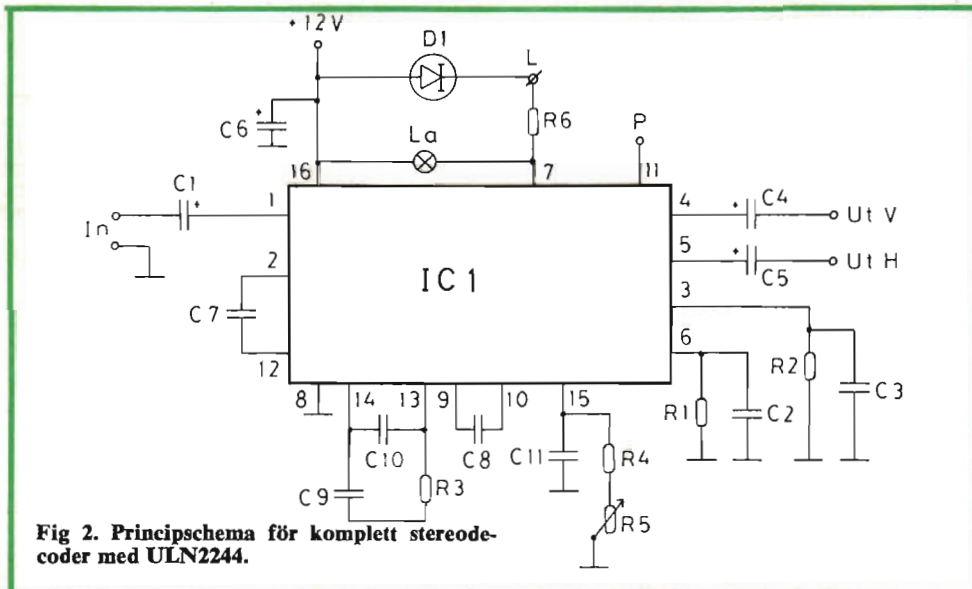 +12V
D1
L
C6
La
R6
P
16
7
11
C1
1
4
C4
Ut V
In
5
C5
Ut H
2
IC1
3
C7
6
12
R2
C3
R1
C2
8
14
13
9
10
15
C10
C8
C11
R4
C9
R3
R5
Fig 2. Principschema för komplett stereode-
coder med ULN2244.